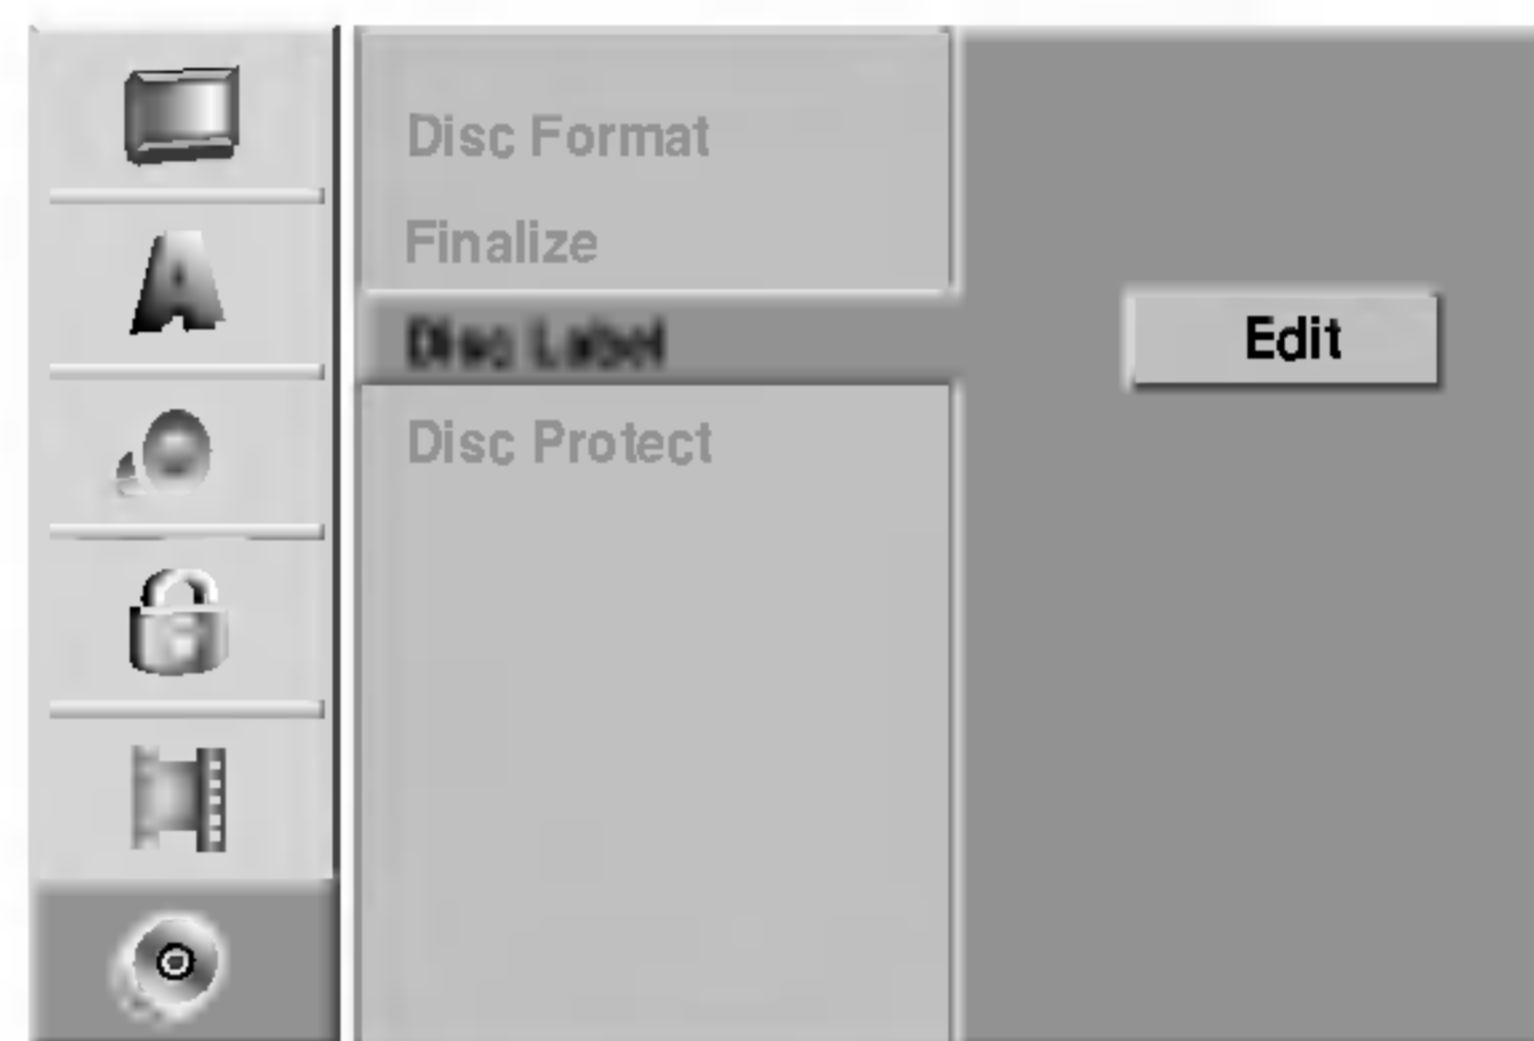 Disc Format
Finalize
Disc Label
Edit
Disc Protect